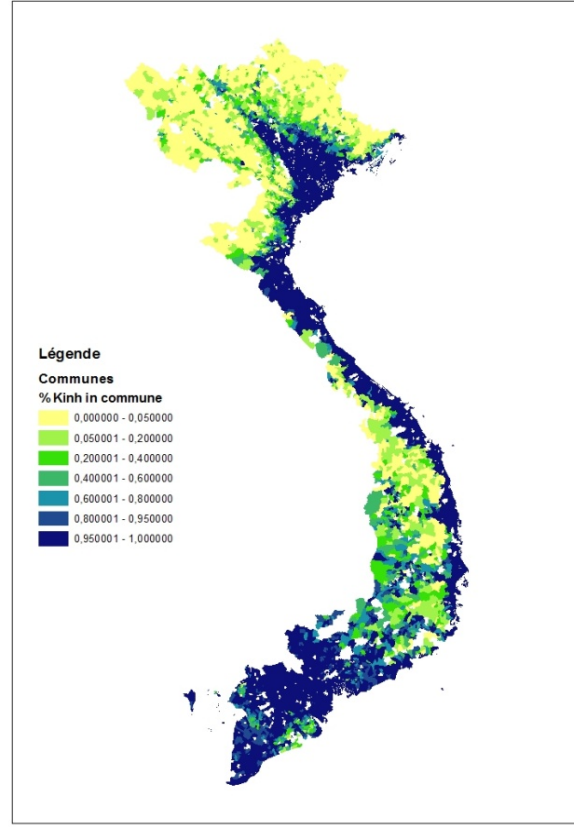 Légende
Communes
% Kinh in commune
0,000000 - 0,050000
0,050001 - 0,200000
0,200001 - 0,400000
0,400001 - 0,600000
0,600001 - 0,800000
0,800001 - 0,950000
0,950001 - 1,000000